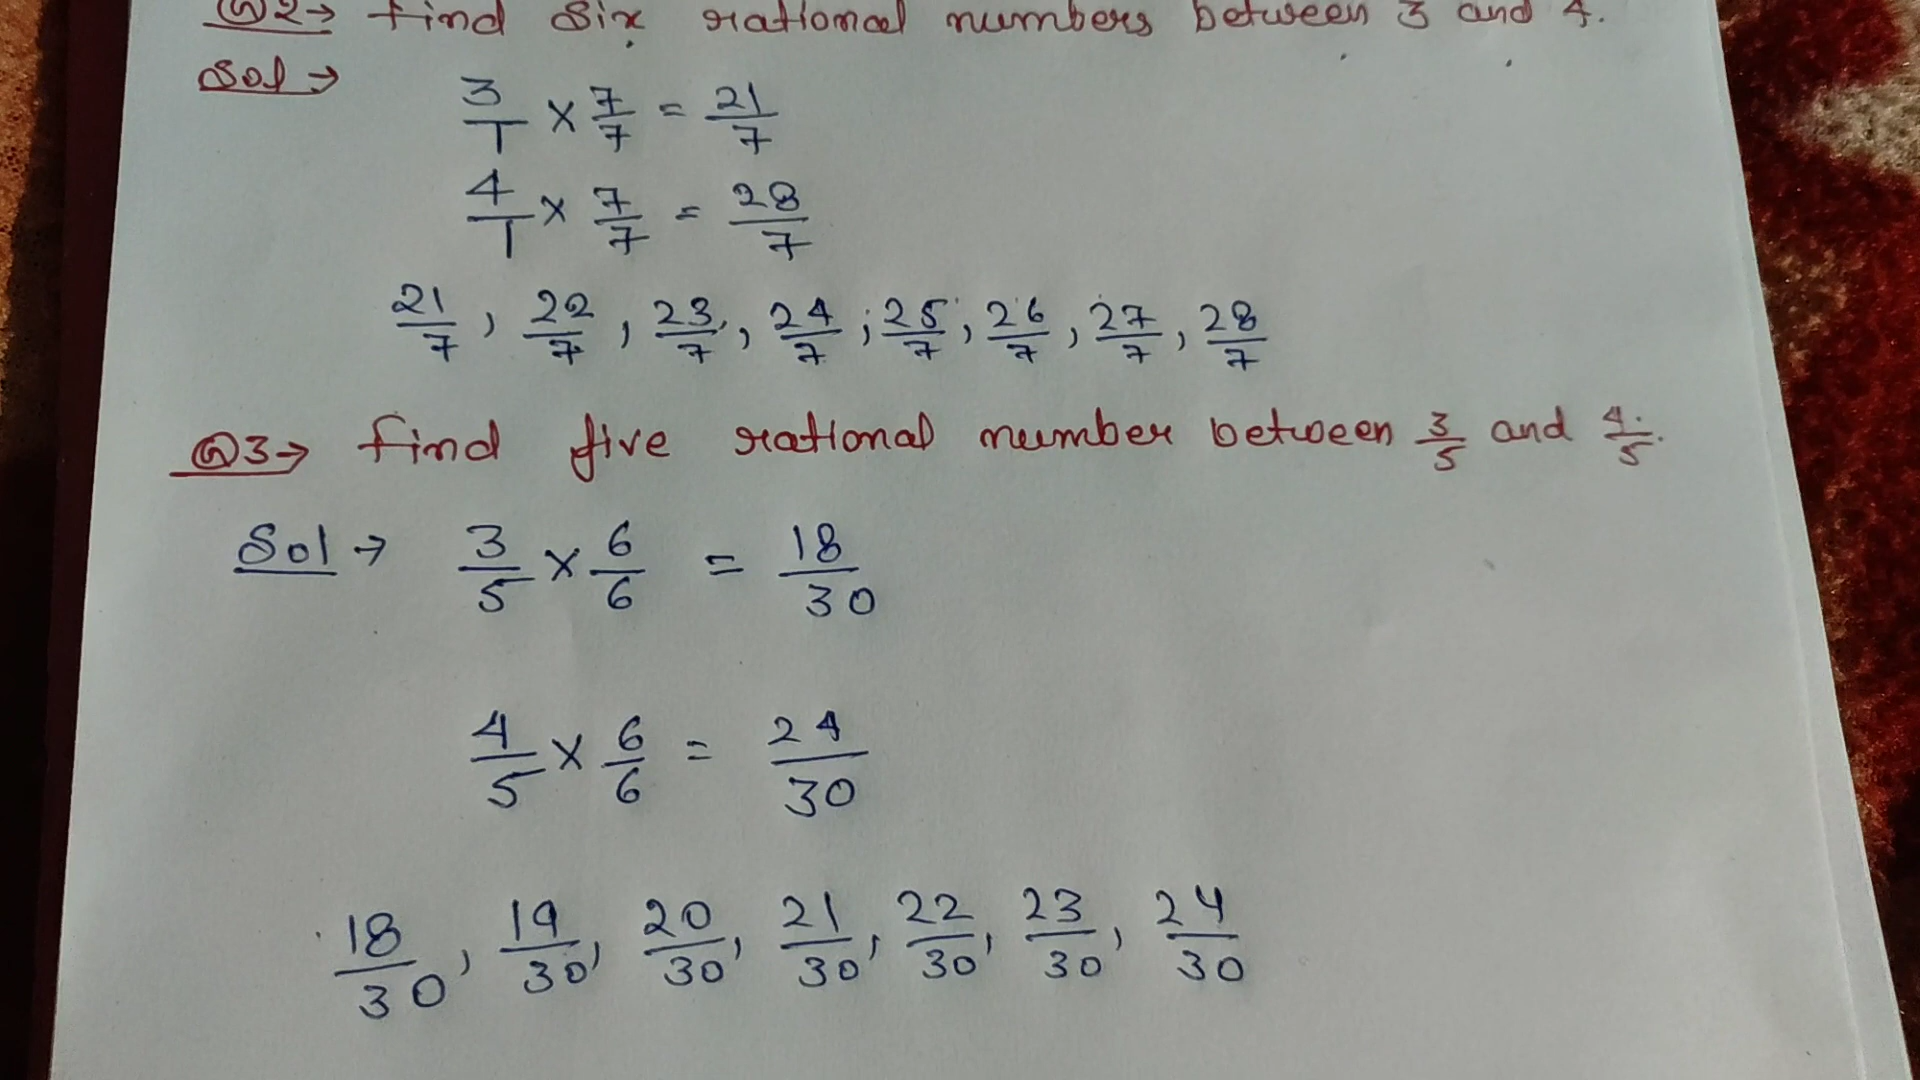 Q2→ find six rational numbers between 3 and 4.
Sol→ 3/1 × 7/7 = 21/7
4/1 × 7/7 = 28/7
21/7, 22/7, 23/7, 24/7, 25/7, 26/7, 27/7, 28/7
Q3→ find five rational number between 3/5 and 4/5.
Sol→ 3/5 × 6/6 = 18/30
4/5 × 6/6 = 24/30
18/30, 19/30, 20/30, 21/30, 22/30, 23/30, 24/30